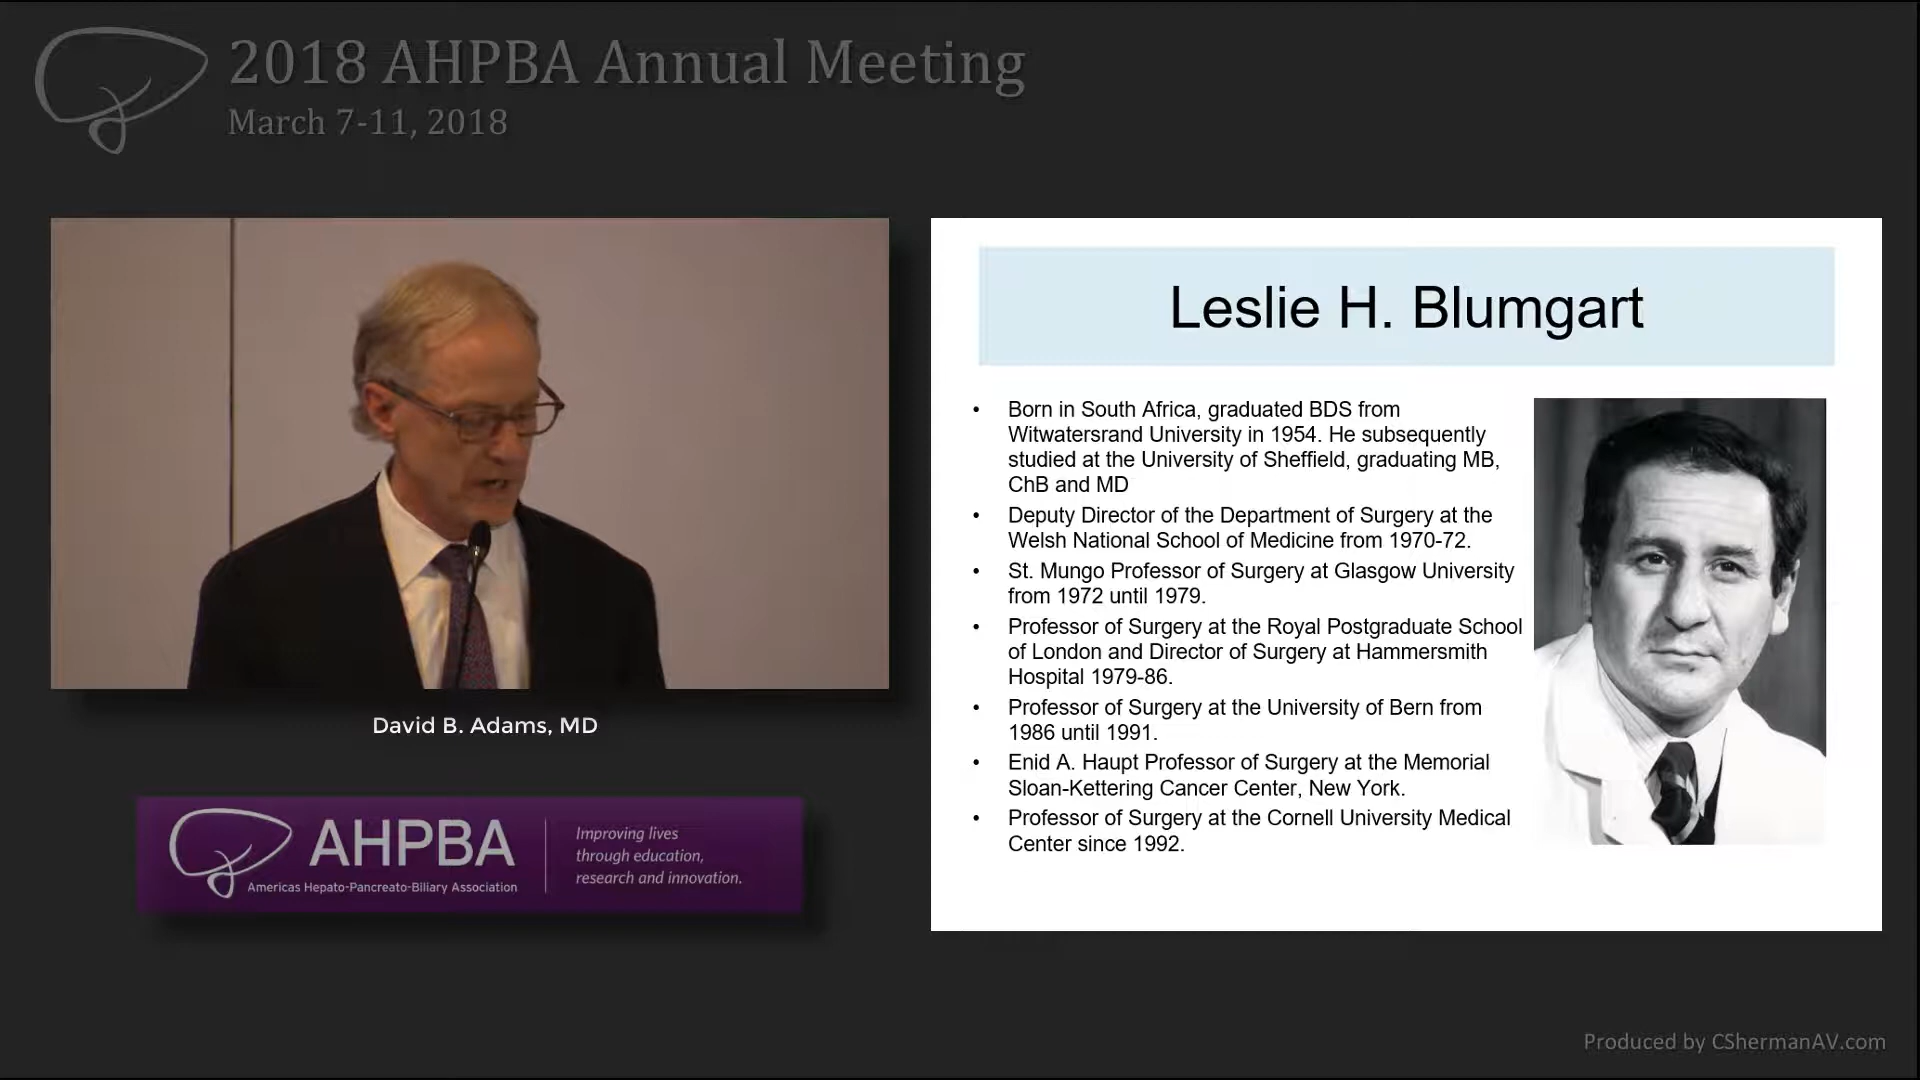 2018 AHPBA Annual Meeting
March 7-11, 2018
David B. Adams, MD
AHPBA
Americas Hepato-Pancreato-Biliary Association
Improving lives
through education,
research and innovation.
Leslie H. Blumgart
• Born in South Africa, graduated BDS from
Witwatersrand University in 1954. He subsequently
studied at the University of Sheffield, graduating MB,
ChB and MD
• Deputy Director of the Department of Surgery at the
Welsh National School of Medicine from 1970-72.
• St. Mungo Professor of Surgery at Glasgow University
from 1972 until 1979.
• Professor of Surgery at the Royal Postgraduate School
of London and Director of Surgery at Hammersmith
Hospital 1979-86.
• Professor of Surgery at the University of Bern from
1986 until 1991.
• Enid A. Haupt Professor of Surgery at the Memorial
Sloan-Kettering Cancer Center, New York.
• Professor of Surgery at the Cornell University Medical
Center since 1992.
Produced by CShermanAV.com